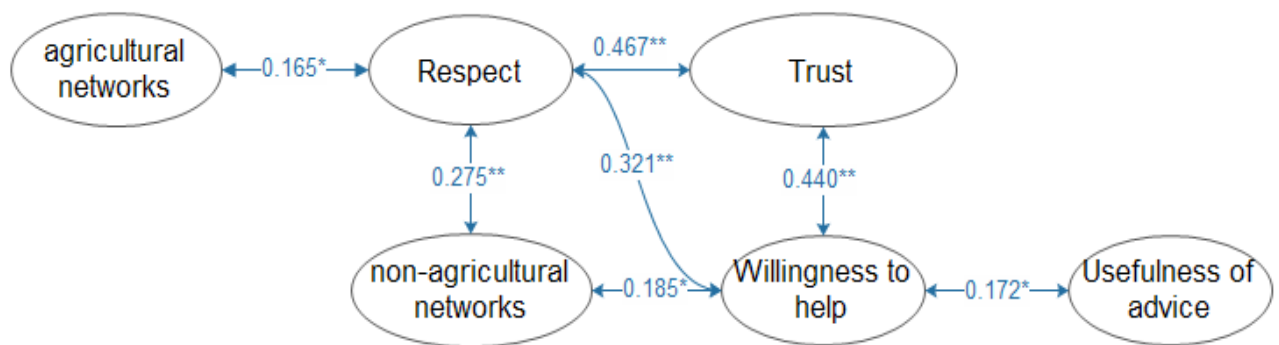 agricultural
networks
0.165*
Respect
0.467**
Trust
0.275**
0.321**
0.440**
non-agricultural
networks
0.185*
Willingness to
help
0.172*
Usefulness of
advice